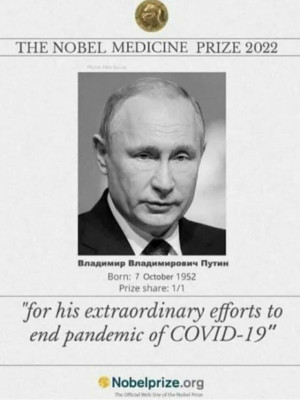 THE NOBEL MEDICINE PRIZE 2022
Владимир Владимирович Путин
Born: 7 October 1952
Prize share: 1/1
"for his extraordinary efforts to
end pandemic of COVID-19"
Nobelprize.org
The Official Web Site of the Nobel Prize